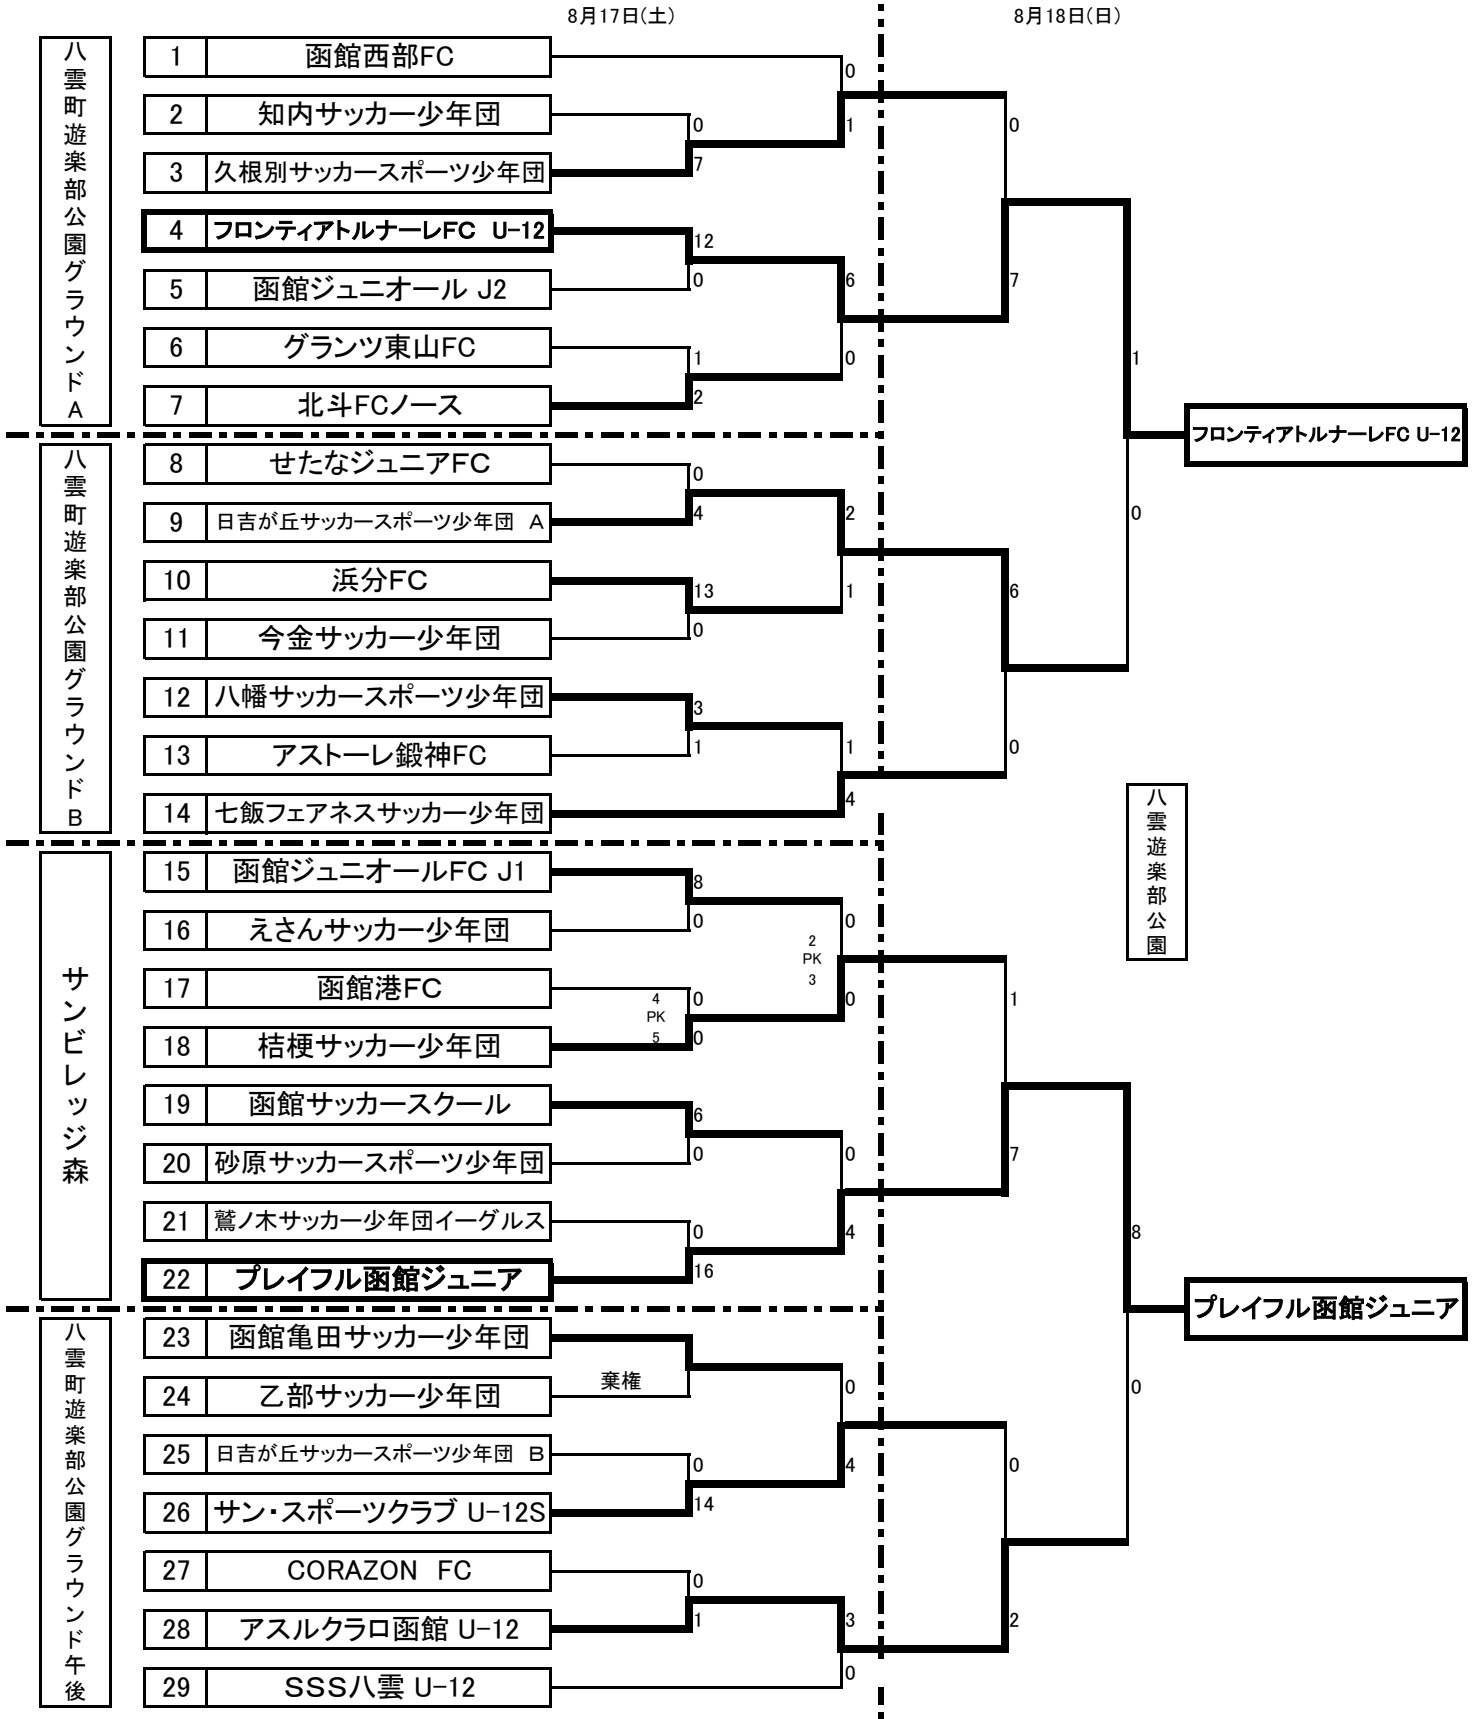 8月17日(土)
8月18日(日)
八雲町遊楽部公園グラウンドA
1 函館西部FC
0
2 知内サッカー少年団
0
1
0
3 久根別サッカースポーツ少年団
7
4 フロンティアトルナーレFC U-12
12
5 函館ジュニオール J2
0
6
7
6 グランツ東山FC
1
0
1
7 北斗FCノース
2
フロンティアトルナーレFC U-12
八雲町遊楽部公園グラウンドB
8 せたなジュニアFC
0
9 日吉が丘サッカースポーツ少年団 A
4
2
0
10 浜分FC
13
1
6
11 今金サッカー少年団
0
12 八幡サッカースポーツ少年団
3
13 アストーレ鍛神FC
1
1
0
14 七飯フェアネスサッカー少年団
4
八雲遊楽部公園
サンビレッジ森
15 函館ジュニオールFC J1
8
16 えさんサッカー少年団
0
0
2
PK
3
17 函館港FC
4
PK
5
0
0
1
18 桔梗サッカー少年団
0
19 函館サッカースクール
6
20 砂原サッカースポーツ少年団
0
0
7
21 鷲ノ木サッカー少年団イーグルス
0
4
8
22 プレイフル函館ジュニア
16
プレイフル函館ジュニア
八雲町遊楽部公園グラウンド午後
23 函館亀田サッカー少年団
棄権
24 乙部サッカー少年団
0
0
25 日吉が丘サッカースポーツ少年団 B
0
4
0
26 サン・スポーツクラブ U-12S
14
27 CORAZON FC
0
28 アスルクラロ函館 U-12
1
3
2
29 SSS八雲 U-12
0